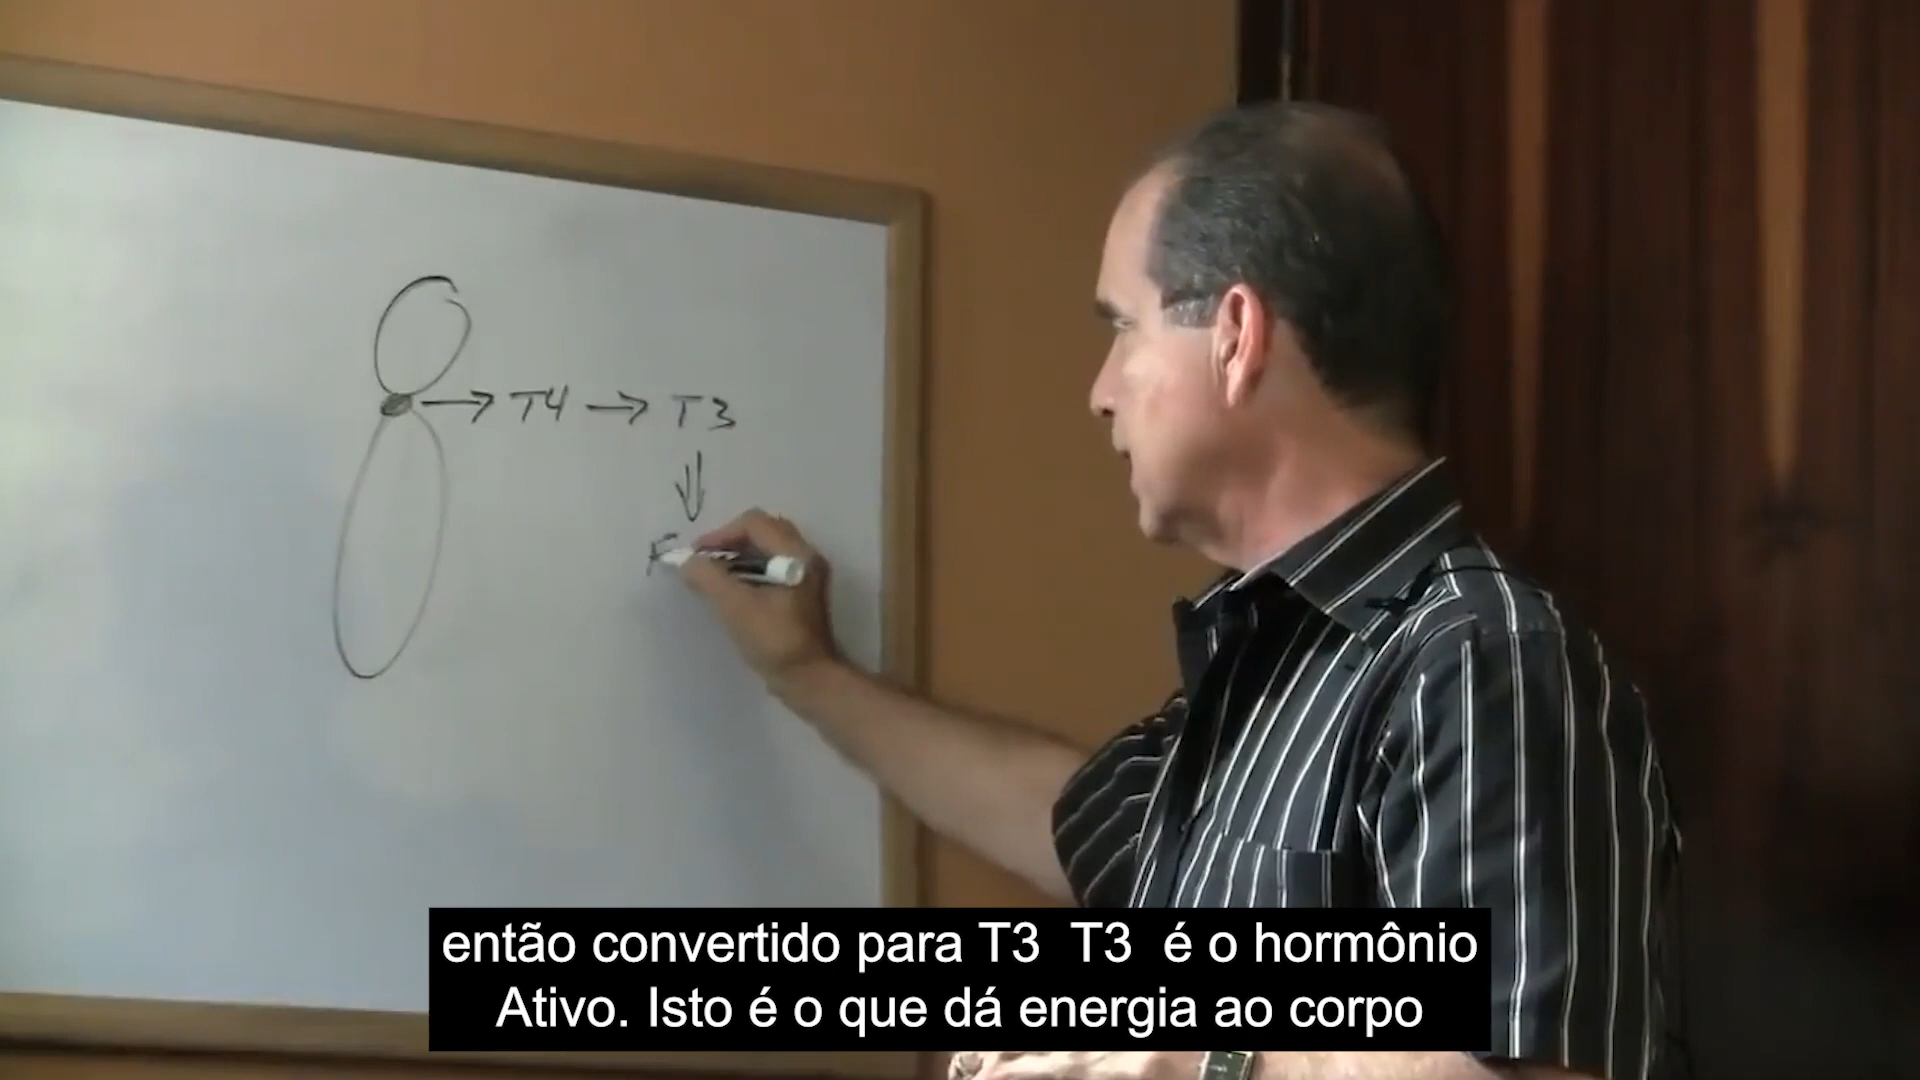 → T4 → T3
então convertido para T3 T3 é o hormônio
Ativo. Isto é o que dá energia ao corpo